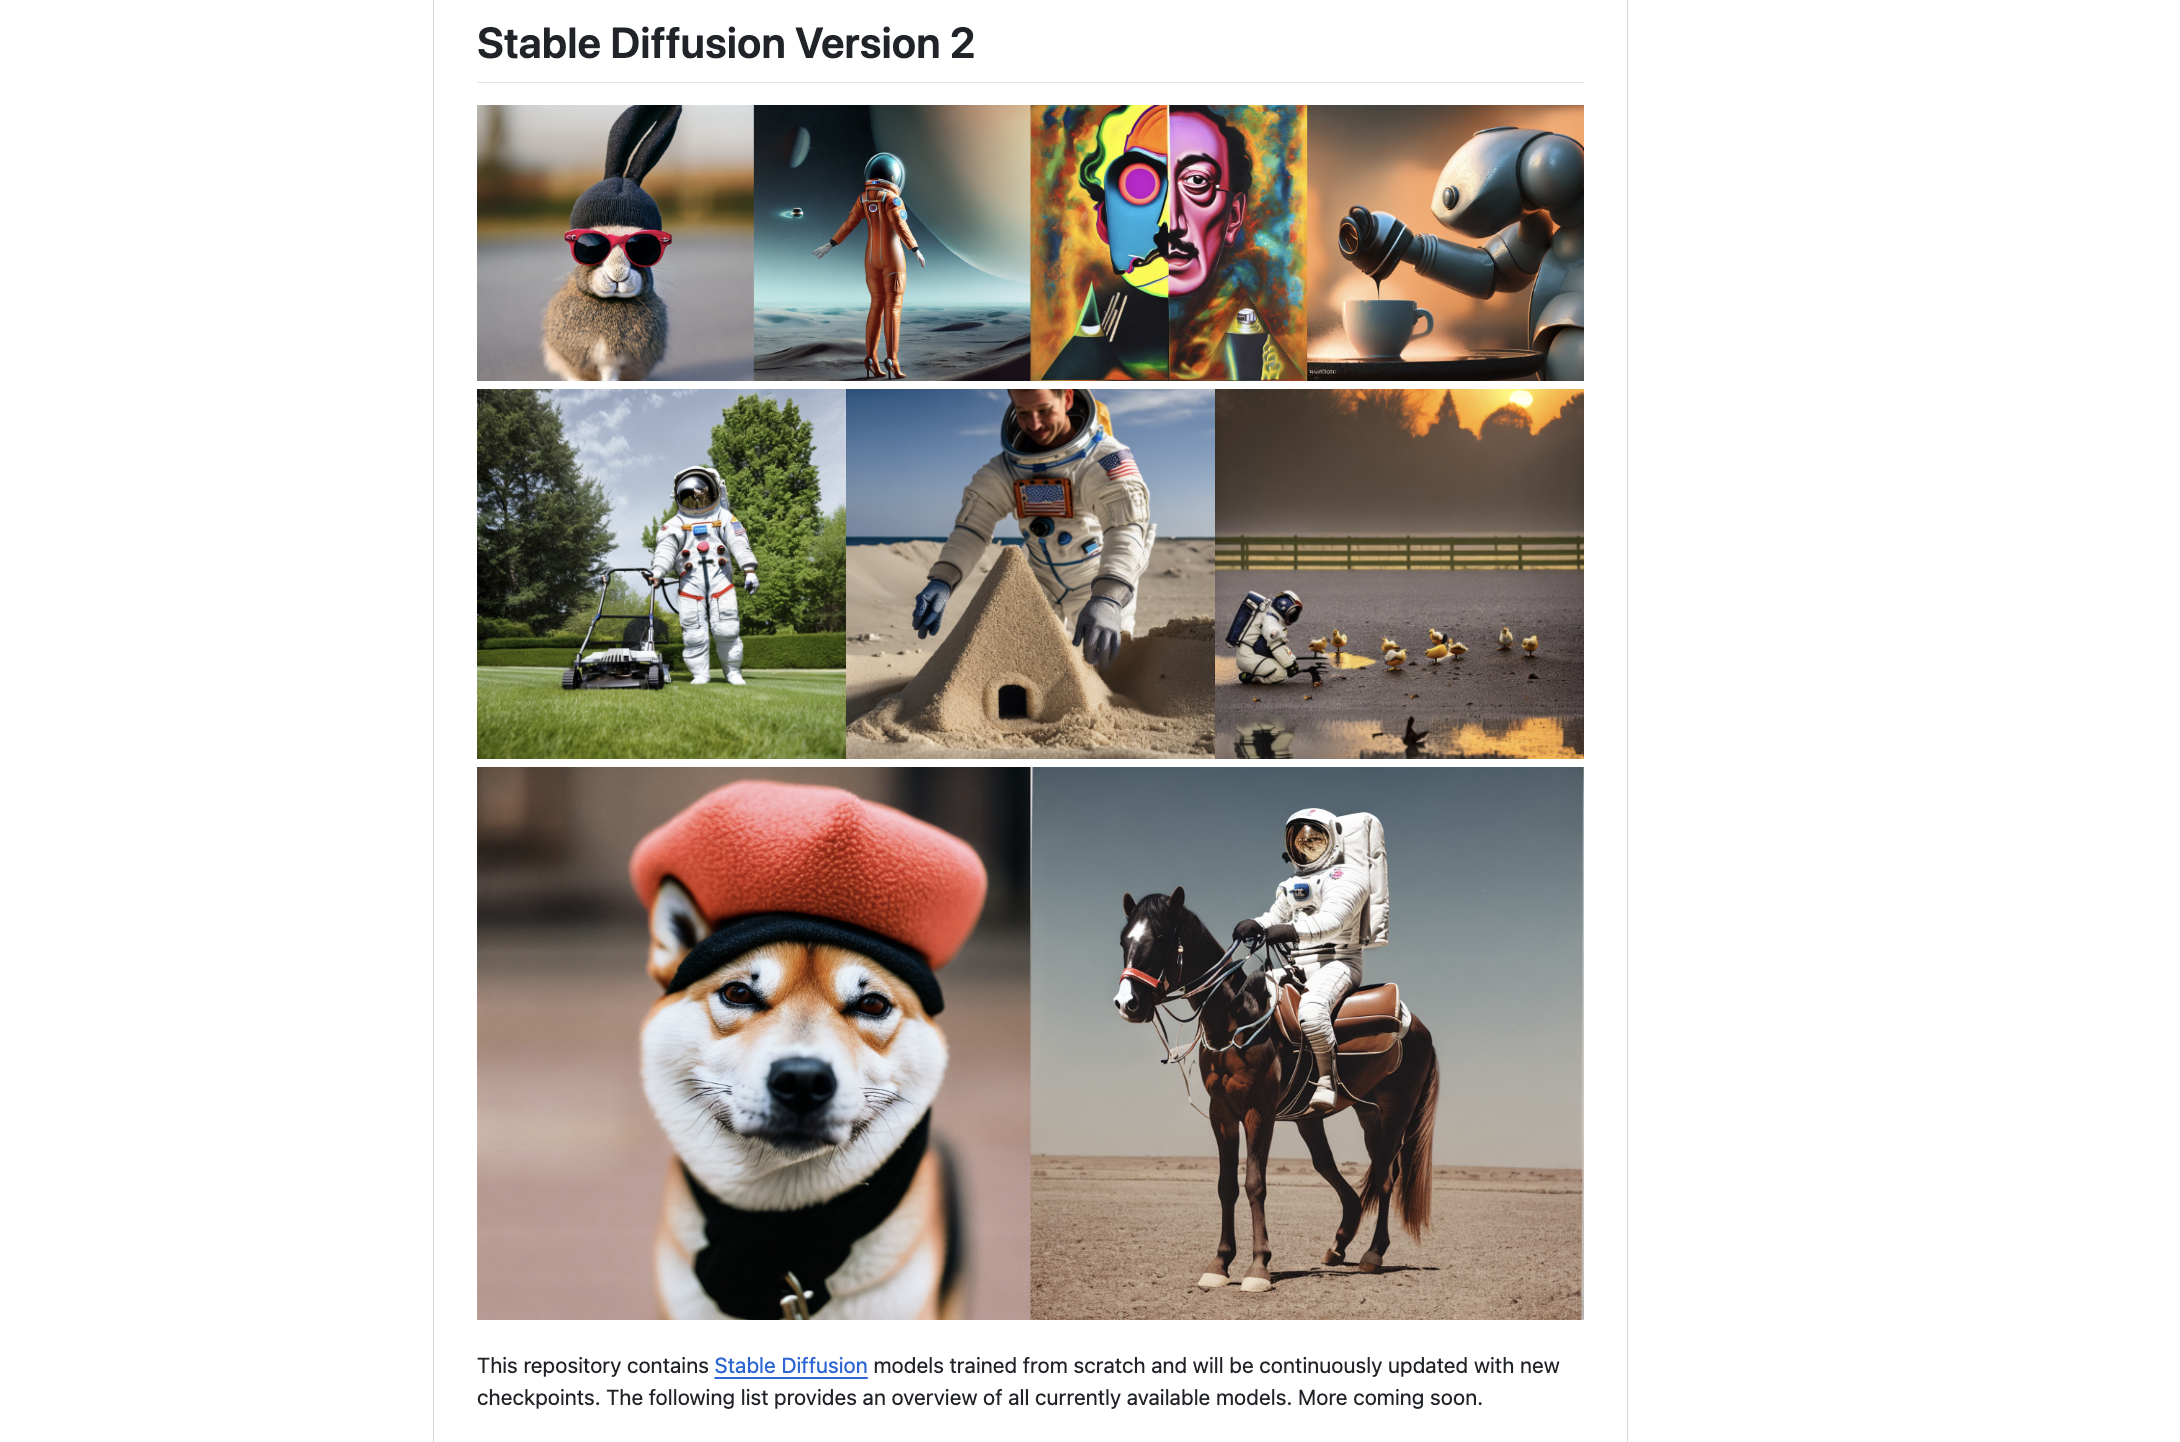 Stable Diffusion Version 2
This repository contains Stable Diffusion models trained from scratch and will be continuously updated with new
checkpoints. The following list provides an overview of all currently available models. More coming soon.